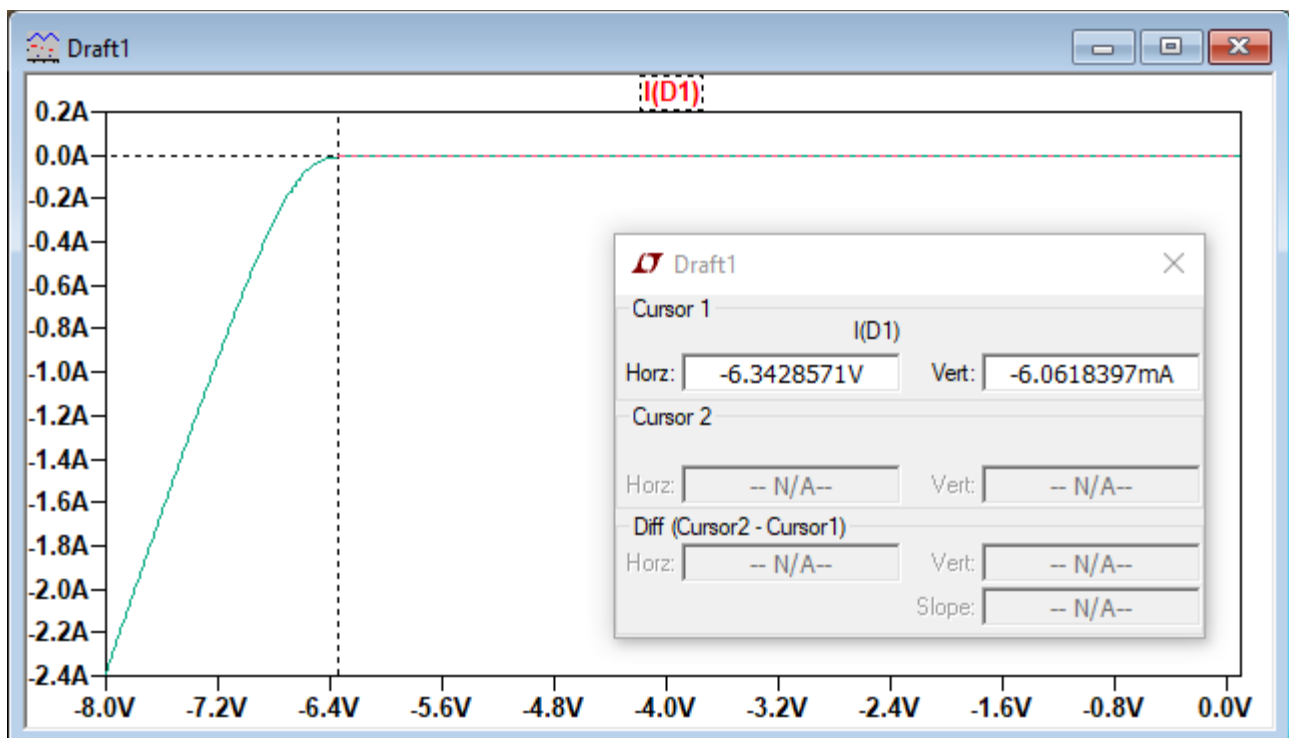 Draft1
I(D1)
0.2A
0.0A
-0.2A
-0.4A
-0.6A
-0.8A
-1.0A
-1.2A
-1.4A
-1.6A
-1.8A
-2.0A
-2.2A
-2.4A
-8.0V -7.2V -6.4V -5.6V -4.8V -4.0V -3.2V -2.4V -1.6V -0.8V 0.0V
Draft1
Cursor 1
I(D1)
Horz: -6.3428571V Vert: -6.0618397mA
Cursor 2
Horz: -- N/A-- Vert: -- N/A--
Diff (Cursor2 - Cursor1)
Horz: -- N/A-- Vert: -- N/A--
Slope: -- N/A--